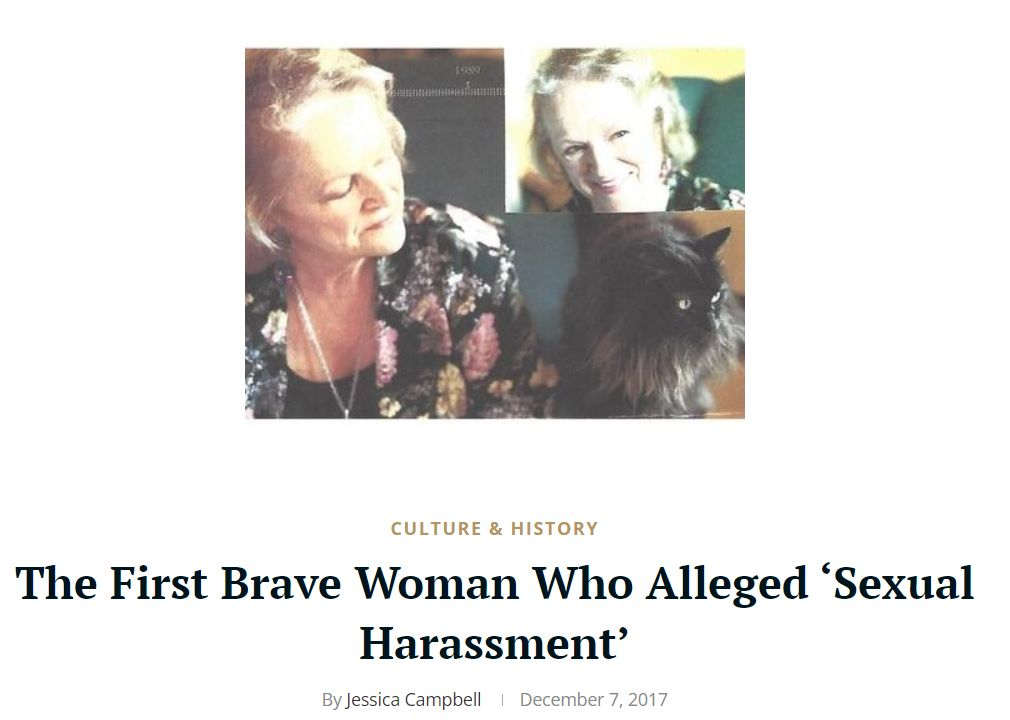 CULTURE & HISTORY
The First Brave Woman Who Alleged ‘Sexual
Harassment’
By Jessica Campbell | December 7, 2017